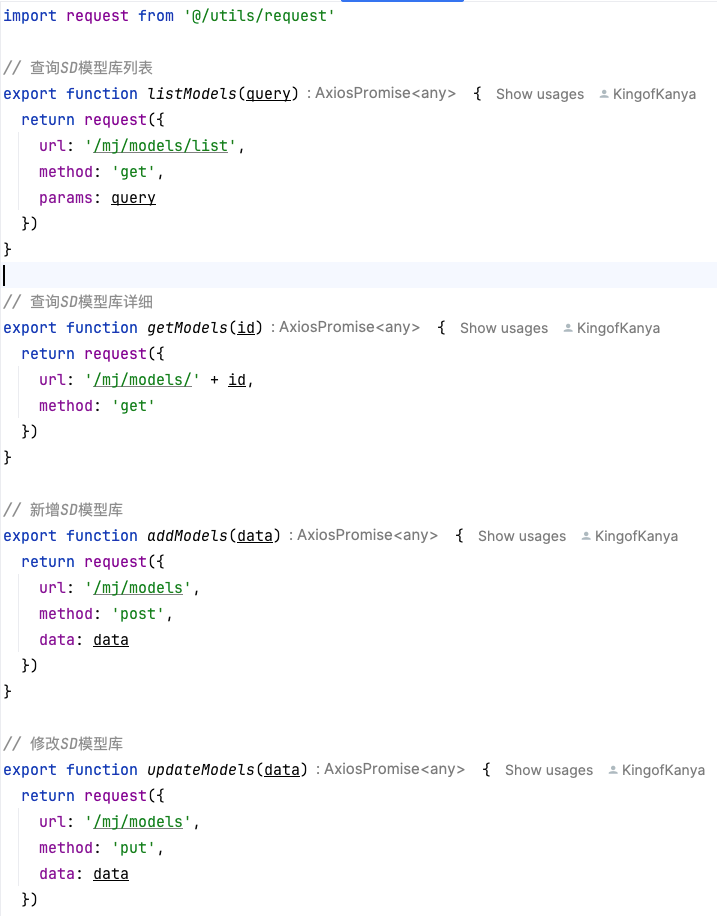 import request from '@/utils/request'
// 查询SD模型库列表
export function listModels(query) : AxiosPromise<any> { Show usages KingofKanya
return request({
url: '/mj/models/list',
method: 'get',
params: query
})
}
// 查询SD模型库详细
export function getModels(id) : AxiosPromise<any> { Show usages KingofKanya
return request({
url: '/mj/models/' + id,
method: 'get'
})
}
// 新增SD模型库
export function addModels(data) : AxiosPromise<any> { Show usages KingofKanya
return request({
url: '/mj/models',
method: 'post',
data: data
})
}
// 修改SD模型库
export function updateModels(data) : AxiosPromise<any> { Show usages KingofKanya
return request({
url: '/mj/models',
method: 'put',
data: data
})